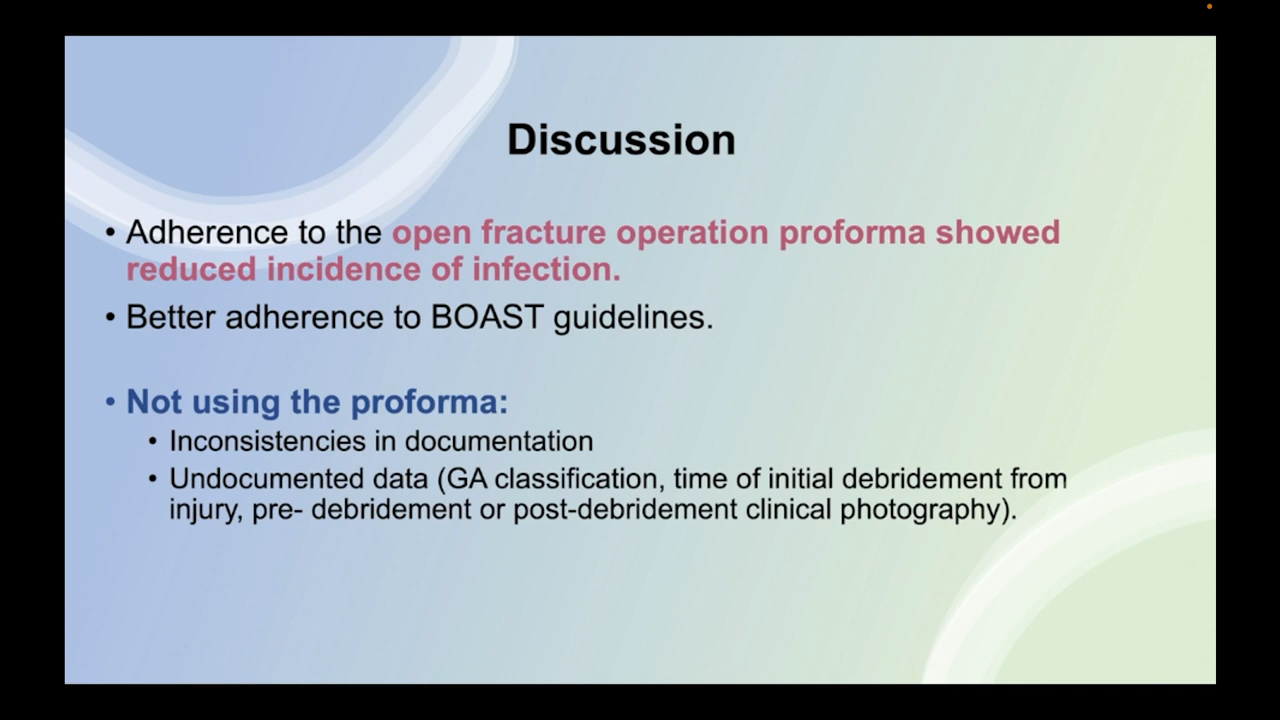 Discussion
• Adherence to the open fracture operation proforma showed
reduced incidence of infection.
• Better adherence to BOAST guidelines.
• Not using the proforma:
• Inconsistencies in documentation
• Undocumented data (GA classification, time of initial debridement from
injury, pre- debridement or post-debridement clinical photography).